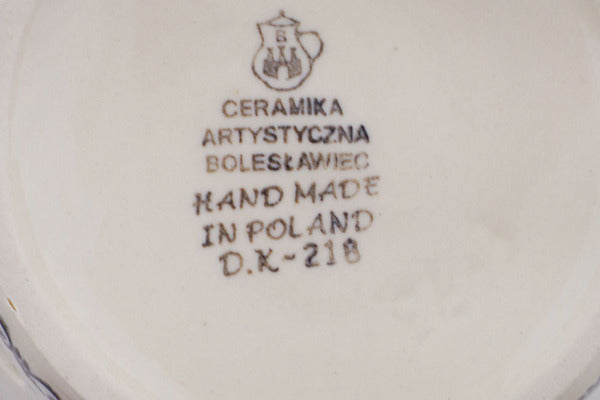 B
CERAMIKA
ARTYSTYCZNA
BOLESŁAWIEC
HAND MADE
IN POLAND
D.K-218